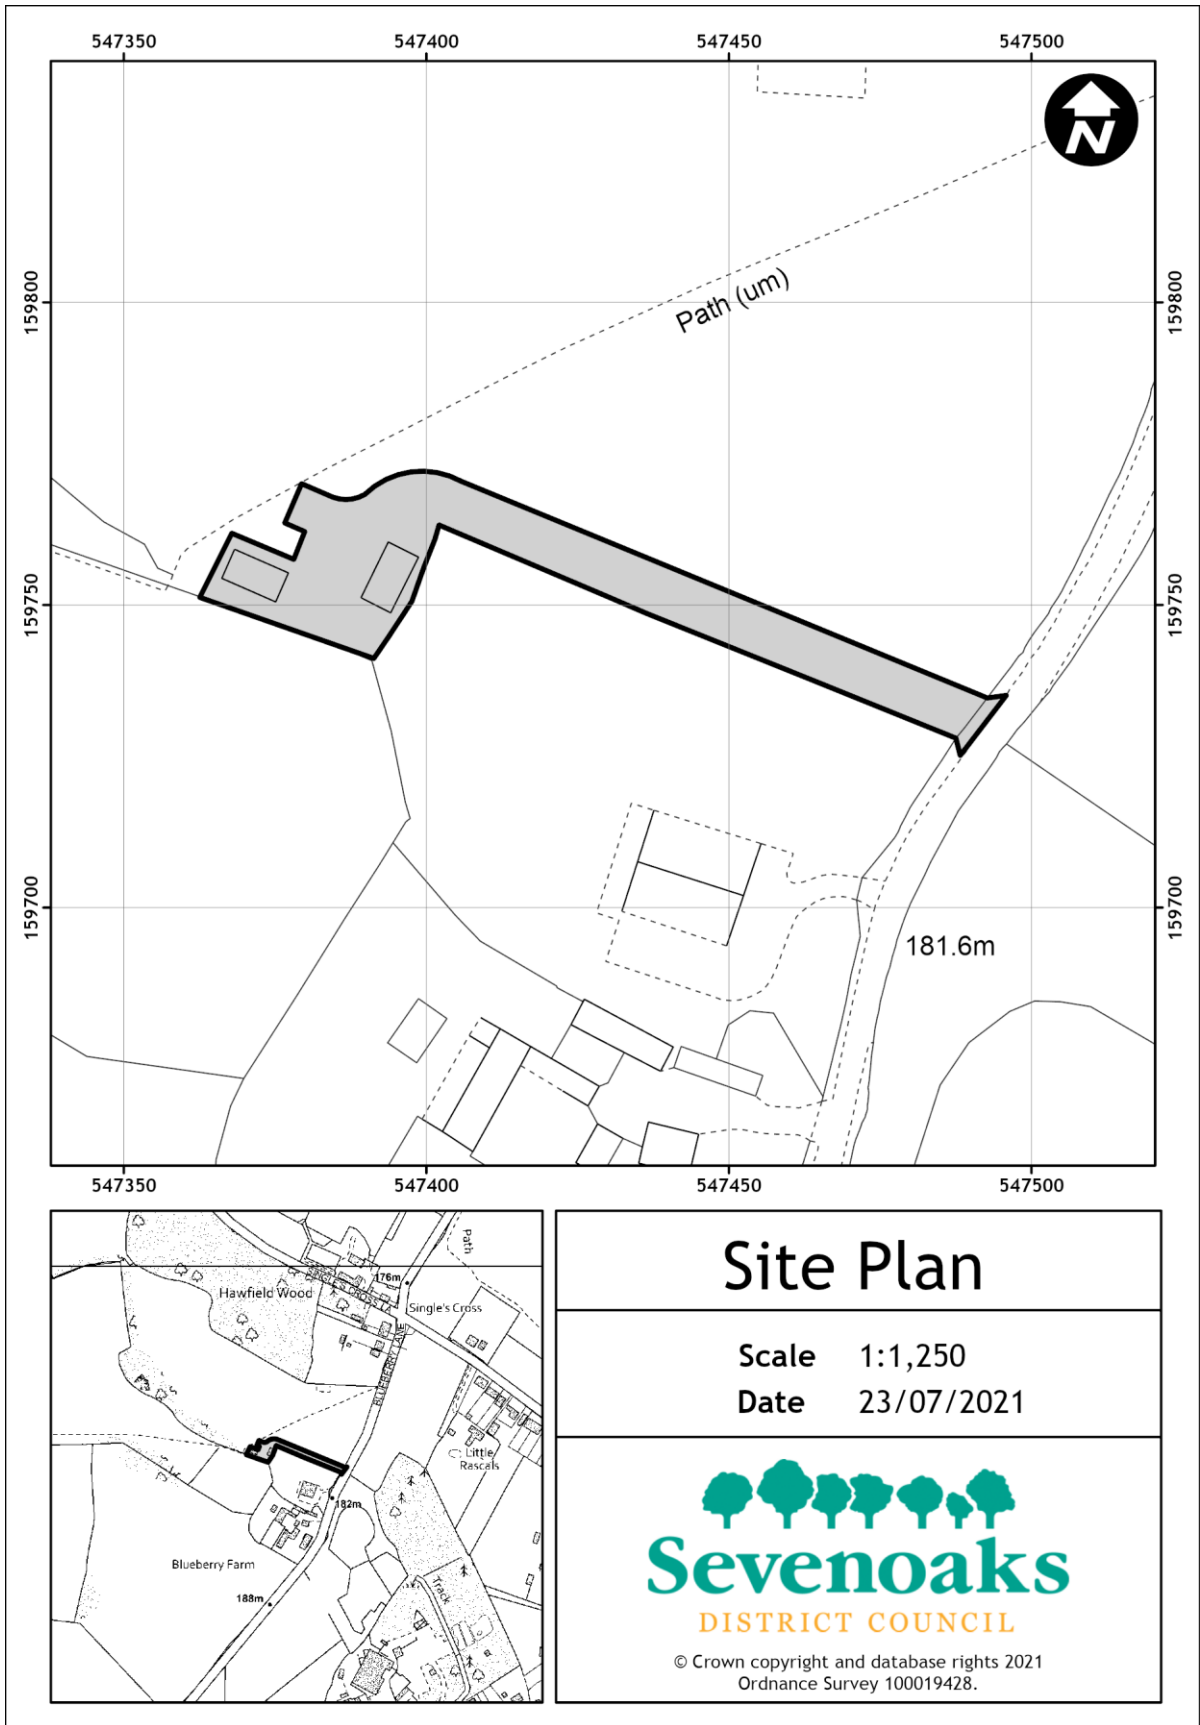 547350 547400 547450 547500
N
159800 159800
Path (um)
159750 159750
159700 159700
181.6m
547350 547400 547450 547500
Path
176m
Hawfield Wood
Single's Cross
BLUEBERRY LANE
Little
Rascals
182m
Blueberry Farm
Track
188m
Site Plan
Scale 1:1,250
Date 23/07/2021
Sevenoaks
DISTRICT COUNCIL
© Crown copyright and database rights 2021
Ordnance Survey 100019428.